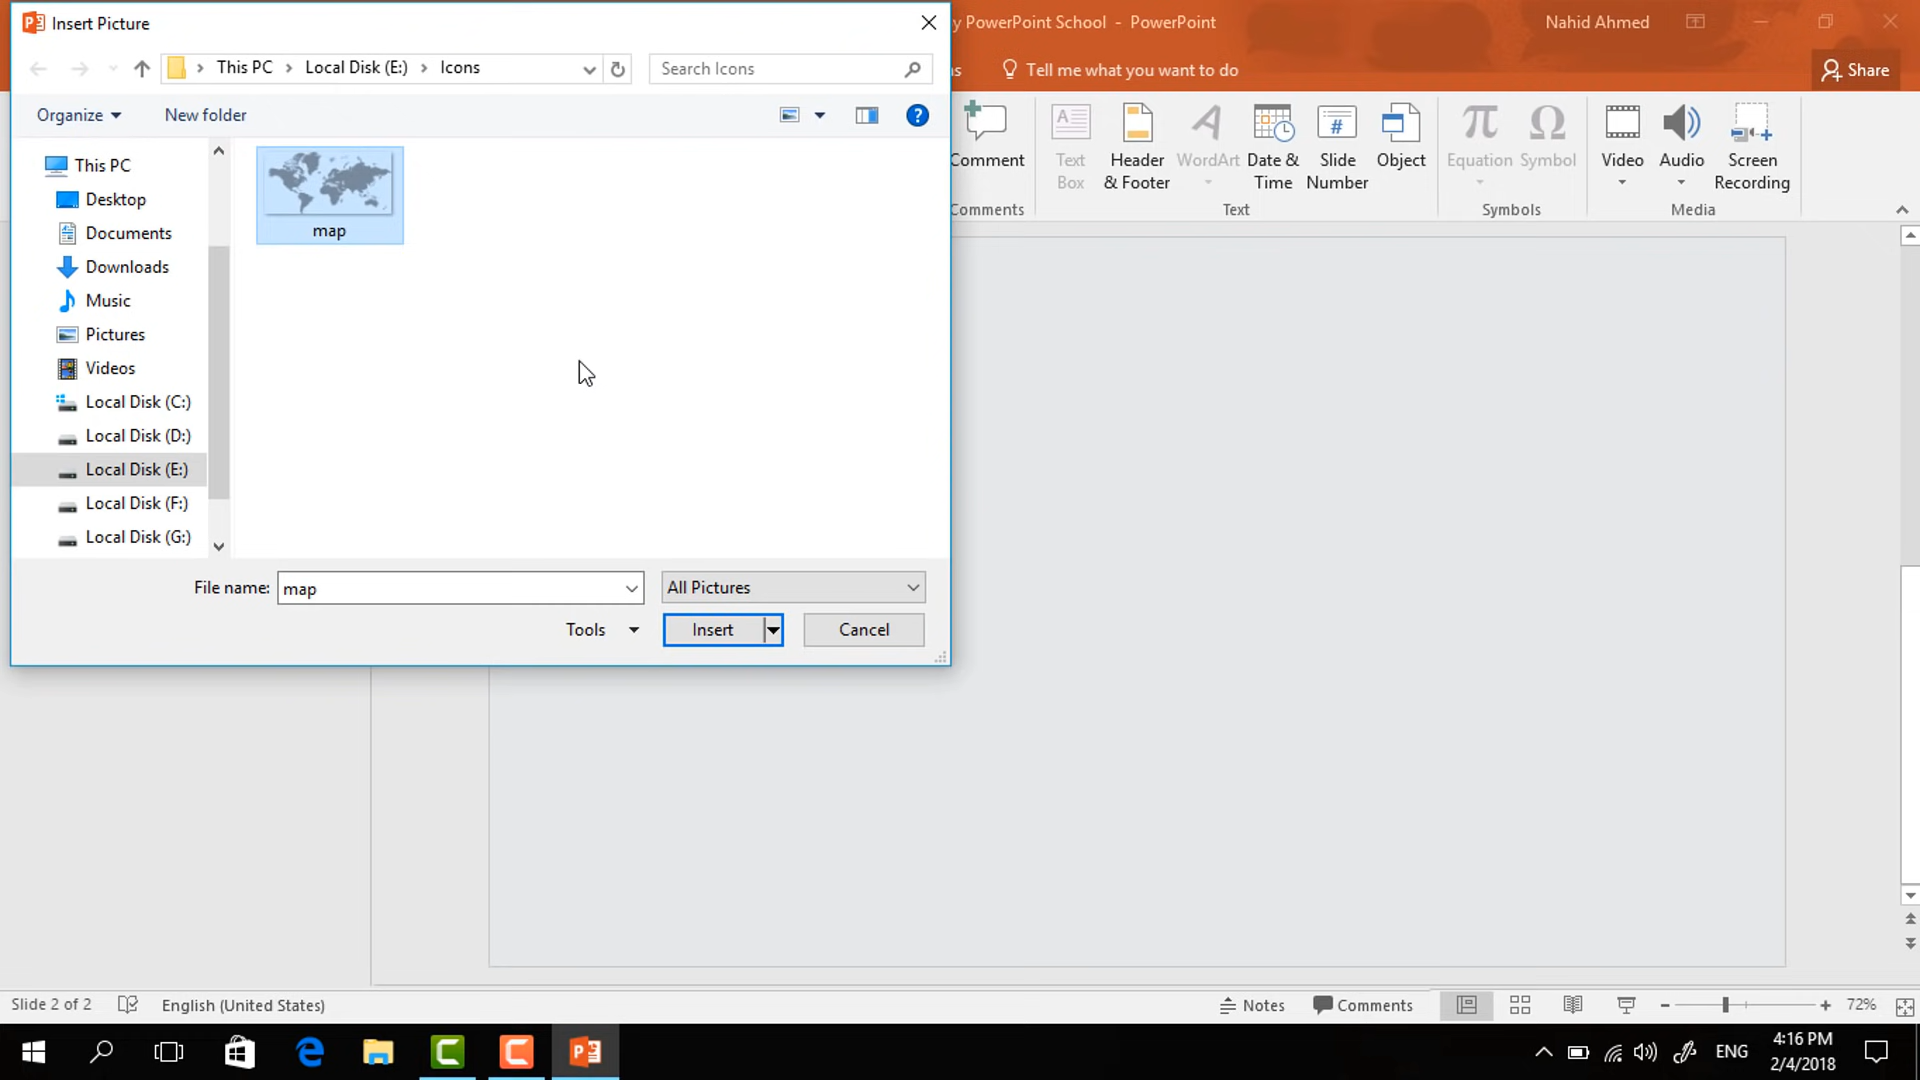 Insert Picture
y PowerPoint School - PowerPoint
Nahid Ahmed
This PC
Local Disk (E:)
Icons
Search Icons
Tell me what you want to do
Share
Organize
New folder
Comment
Text
Box
Header
& Footer
WordArt
Date &
Time
Slide
Number
Object
Equation
Symbol
Video
Audio
Screen
Recording
Comments
Text
Symbols
Media
This PC
Desktop
Documents
Downloads
Music
Pictures
Videos
Local Disk (C:)
Local Disk (D:)
Local Disk (E:)
Local Disk (F:)
Local Disk (G:)
map
File name:
map
All Pictures
Tools
Insert
Cancel
Slide 2 of 2
English (United States)
Notes
Comments
72%
ENG
4:16 PM
2/4/2018